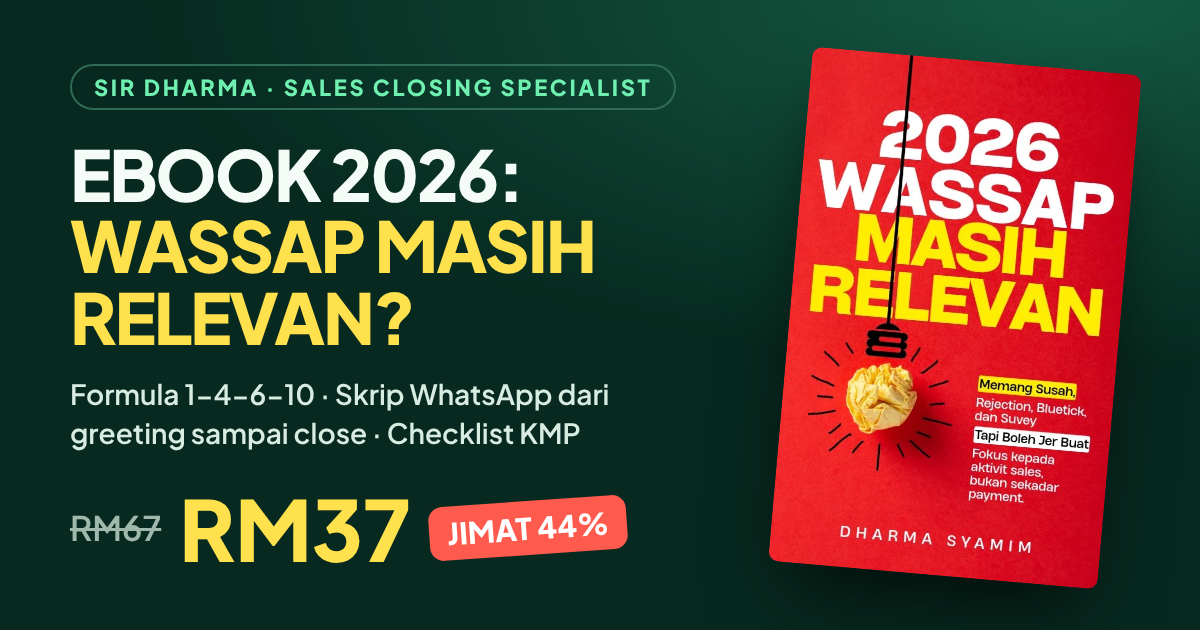 SIR DHARMA · SALES CLOSING SPECIALIST
EBOOK 2026:
WASSAP MASIH
RELEVAN?
Formula 1–4–6–10 · Skrip WhatsApp dari
greeting sampai close · Checklist KMP
RM67 RM37 JIMAT 44%
2026
WASSAP
MASIH
RELEVAN
Memang Susah,
Rejection, Bluetick,
dan Suvey
Tapi Boleh Jer Buat
Fokus kepada
aktivit sales,
bukan sekadar
payment.
DHARMA SYAMIM